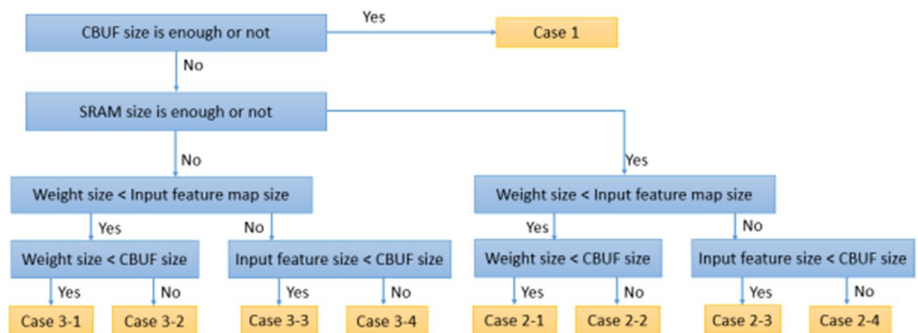 CBUF size is enough or not
Yes
Case 1
No
SRAM size is enough or not
No
Yes
Weight size < Input feature map size
Weight size < Input feature map size
Yes
No
Yes
No
Weight size < CBUF size
Input feature size < CBUF size
Weight size < CBUF size
Input feature size < CBUF size
Yes
No
Yes
No
Yes
No
Yes
No
Case 3-1
Case 3-2
Case 3-3
Case 3-4
Case 2-1
Case 2-2
Case 2-3
Case 2-4